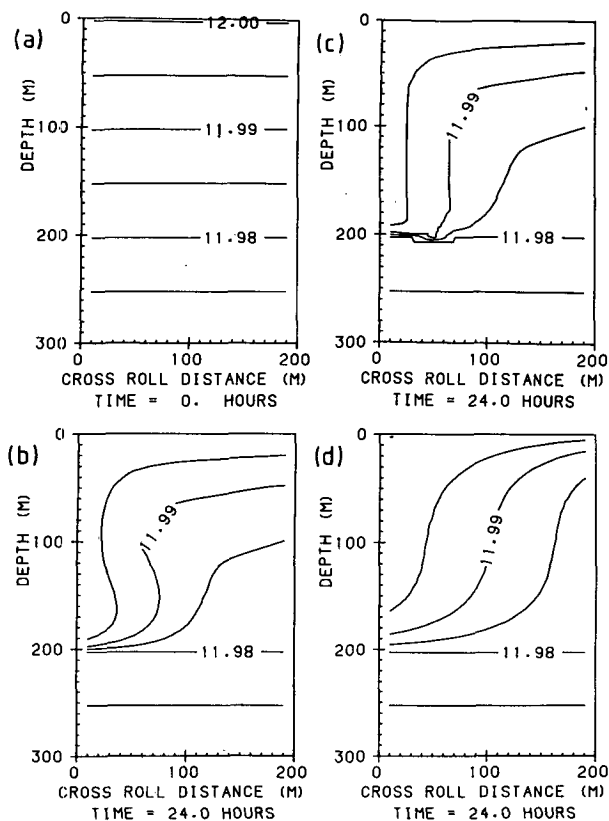 (a)
0
12.00
11.99
100
11.98
200
300
DEPTH (M)
0
100
200
CROSS ROLL DISTANCE (M)
TIME = 0. HOURS
(c)
0
11.99
100
11.98
200
300
DEPTH (M)
0
100
200
CROSS ROLL DISTANCE (M)
TIME = 24.0 HOURS
(b)
0
11.99
100
11.98
200
300
DEPTH (M)
0
100
200
CROSS ROLL DISTANCE (M)
TIME = 24.0 HOURS
(d)
0
11.99
100
11.98
200
300
DEPTH (M)
0
100
200
CROSS ROLL DISTANCE (M)
TIME = 24.0 HOURS